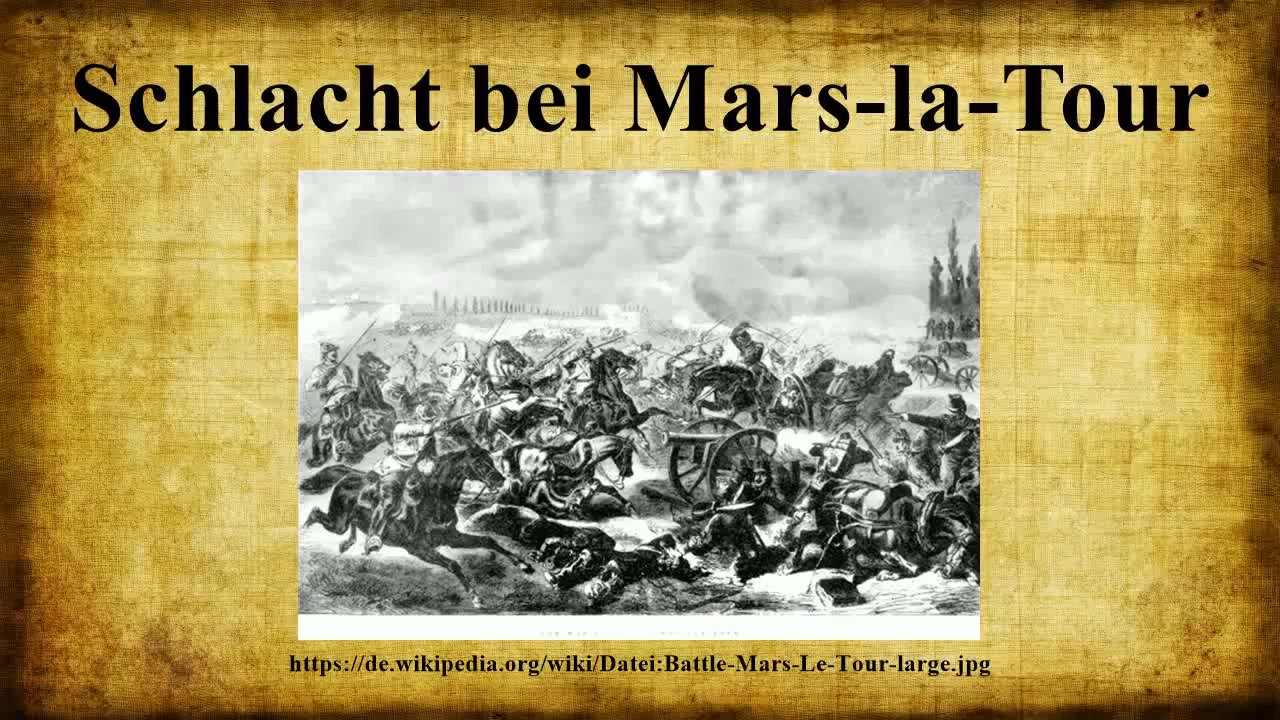 Schlacht bei Mars-la-Tour
https://de.wikipedia.org/wiki/Datei:Battle-Mars-Le-Tour-large.jpg